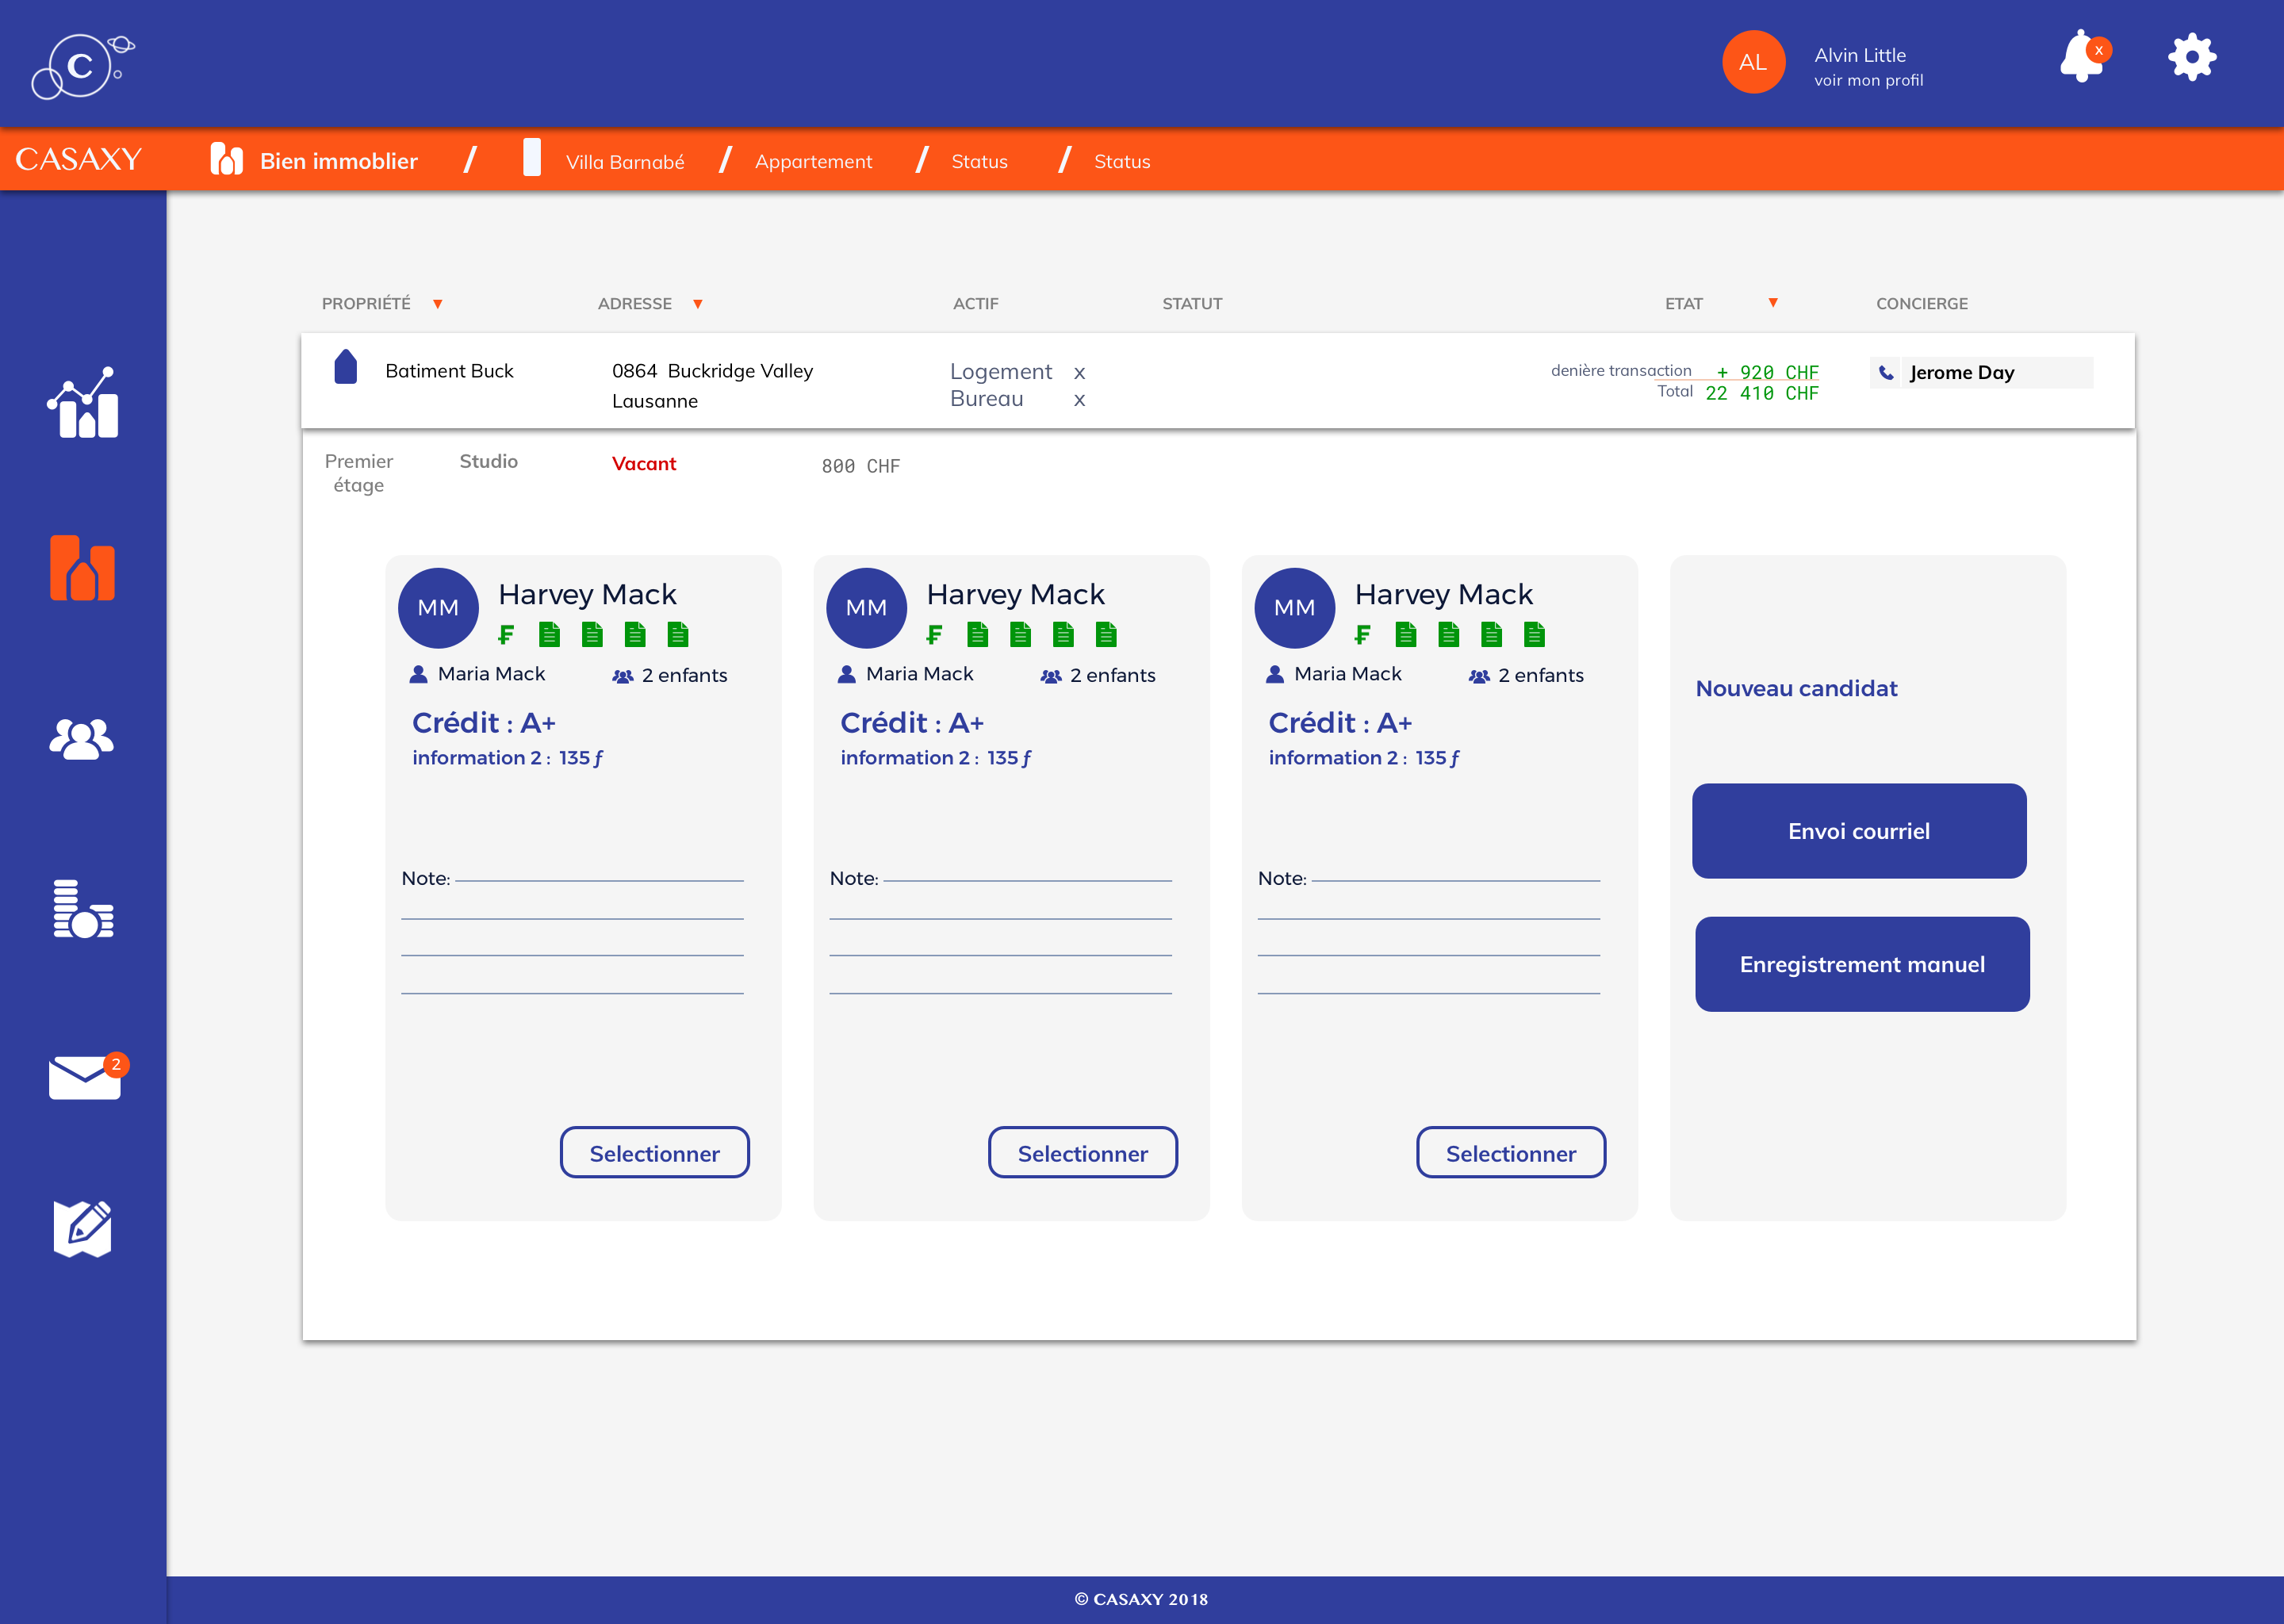 C
AL
Alvin Little
voir mon profil
x
CASAXY
Bien immoblier / Villa Barnabé / Appartement / Status / Status
PROPRIÉTÉ ▼ ADRESSE ▼ ACTIF STATUT ETAT ▼ CONCIERGE
Batiment Buck
0864 Buckridge Valley
Lausanne
Logement x
Bureau x
denière transaction + 920 CHF
Total 22 410 CHF
Jerome Day
Premier
étage
Studio
Vacant
800 CHF
MM
Harvey Mack
₣
Maria Mack
2 enfants
Crédit : A+
information 2 : 135 ƒ
Note:
Selectionner
MM
Harvey Mack
₣
Maria Mack
2 enfants
Crédit : A+
information 2 : 135 ƒ
Note:
Selectionner
MM
Harvey Mack
₣
Maria Mack
2 enfants
Crédit : A+
information 2 : 135 ƒ
Note:
Selectionner
Nouveau candidat
Envoi courriel
Enregistrement manuel
2
© CASAXY 2018